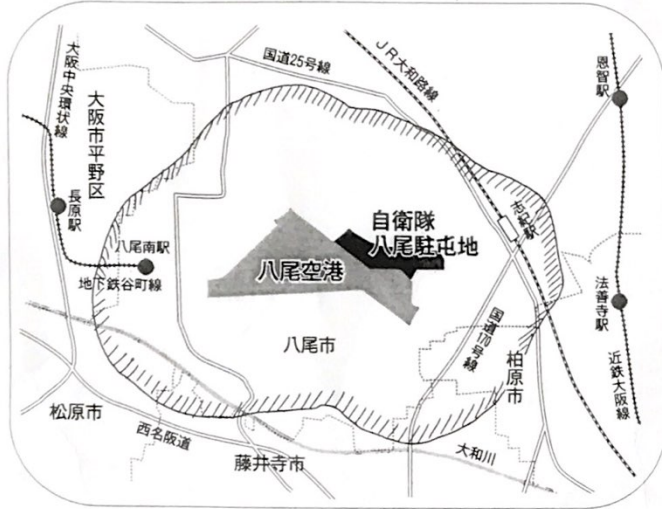 国道25号線
JR大和路線
恩智駅
大阪中央環状線
大阪市平野区
長原駅
八尾南駅
地下鉄谷町線
自衛隊
八尾駐屯地
八尾空港
志紀駅
法善寺駅
八尾市
国道170号線
柏原市
近鉄大阪線
松原市
西名阪道
藤井寺市
大和川